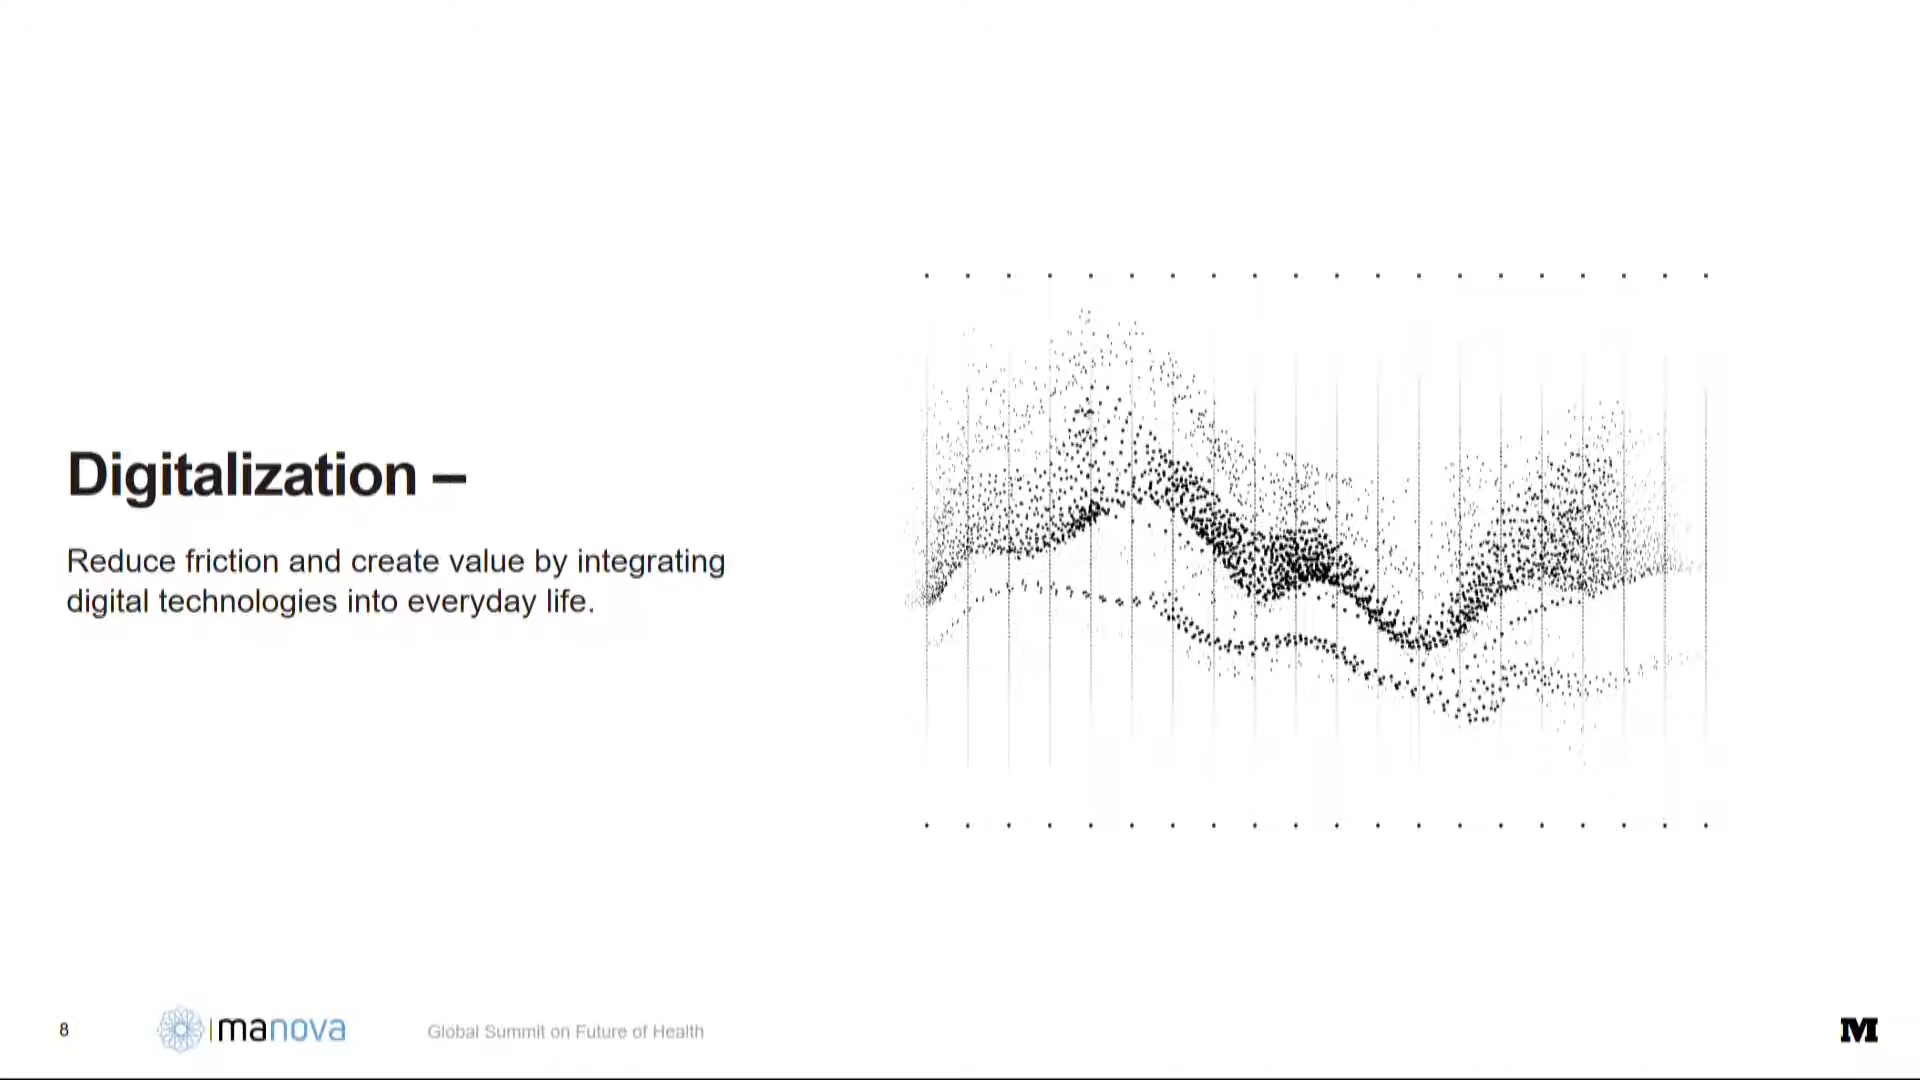 Digitalization –
Reduce friction and create value by integrating
digital technologies into everyday life.
8
manova
Global Summit on Future of Health
M